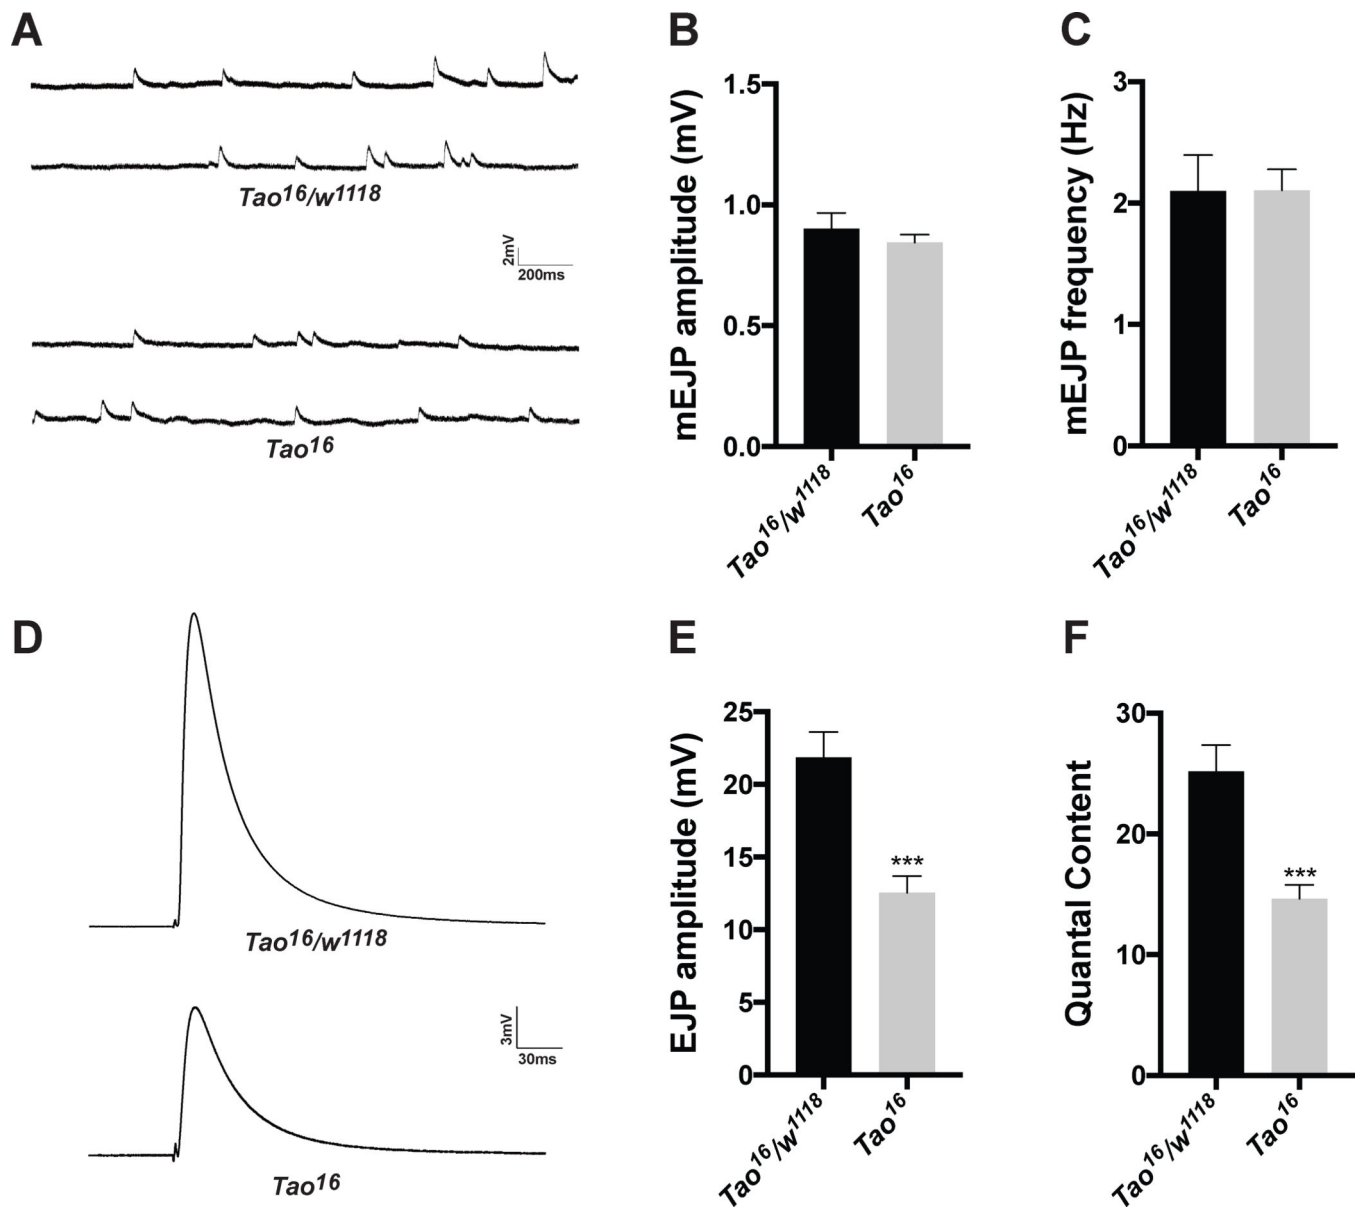 A
Tao16/w1118
2mV
200ms
Tao16
B
mEJP amplitude (mV)
1.5
1.0
0.5
0.0
Tao16/w1118
Tao16
C
mEJP frequency (Hz)
3
2
1
0
Tao16/w1118
Tao16
D
Tao16/w1118
3mV
30ms
Tao16
E
EJP amplitude (mV)
25
20
15
10
5
0
***
Tao16/w1118
Tao16
F
Quantal Content
30
20
10
0
***
Tao16/w1118
Tao16